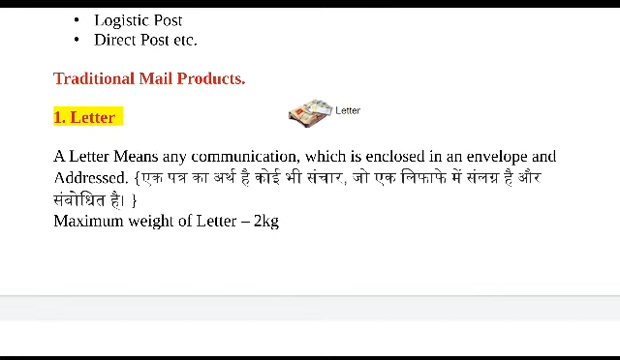 • Logistic Post
• Direct Post etc.
Traditional Mail Products.
1. Letter
Letter
A Letter Means any communication, which is enclosed in an envelope and
Addressed. {एक पत्र का अर्थ है कोई भी संचार, जो एक लिफाफे में संलग्न है और
संबोधित है। }
Maximum weight of Letter – 2kg